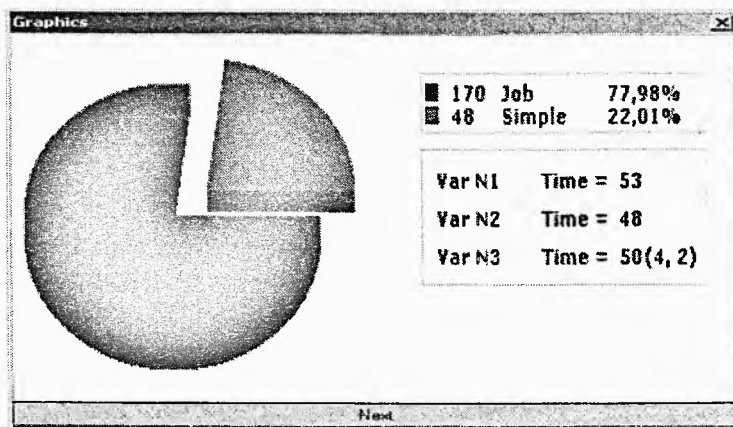 Graphics
170 Job 77,98%
48 Simple 22,01%
Var N1 Time = 53
Var N2 Time = 48
Var N3 Time = 50(4, 2)
Next